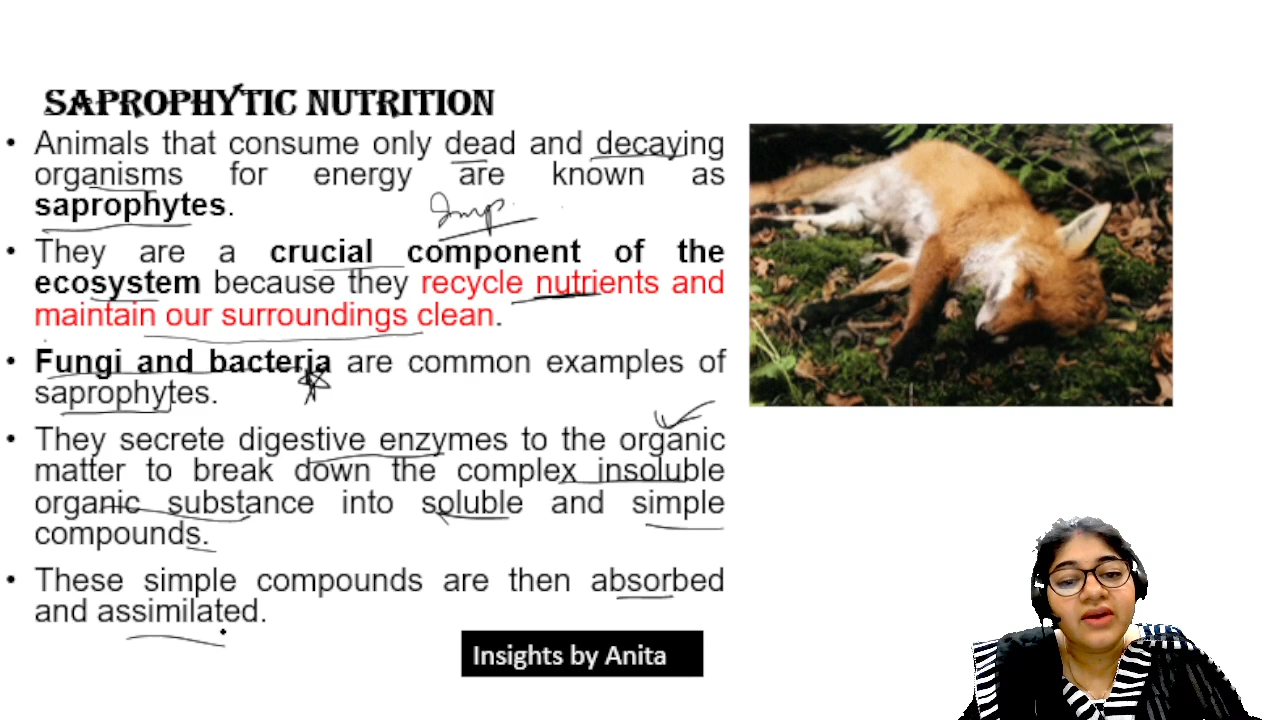 SAPROPHYTIC NUTRITION
• Animals that consume only dead and decaying
organisms for energy are known as
saprophytes.
Imp
• They are a crucial component of the
ecosystem because they recycle nutrients and
maintain our surroundings clean.
• Fungi and bacteria are common examples of
saprophytes.
• They secrete digestive enzymes to the organic
matter to break down the complex insoluble
organic substance into soluble and simple
compounds.
• These simple compounds are then absorbed
and assimilated.
Insights by Anita